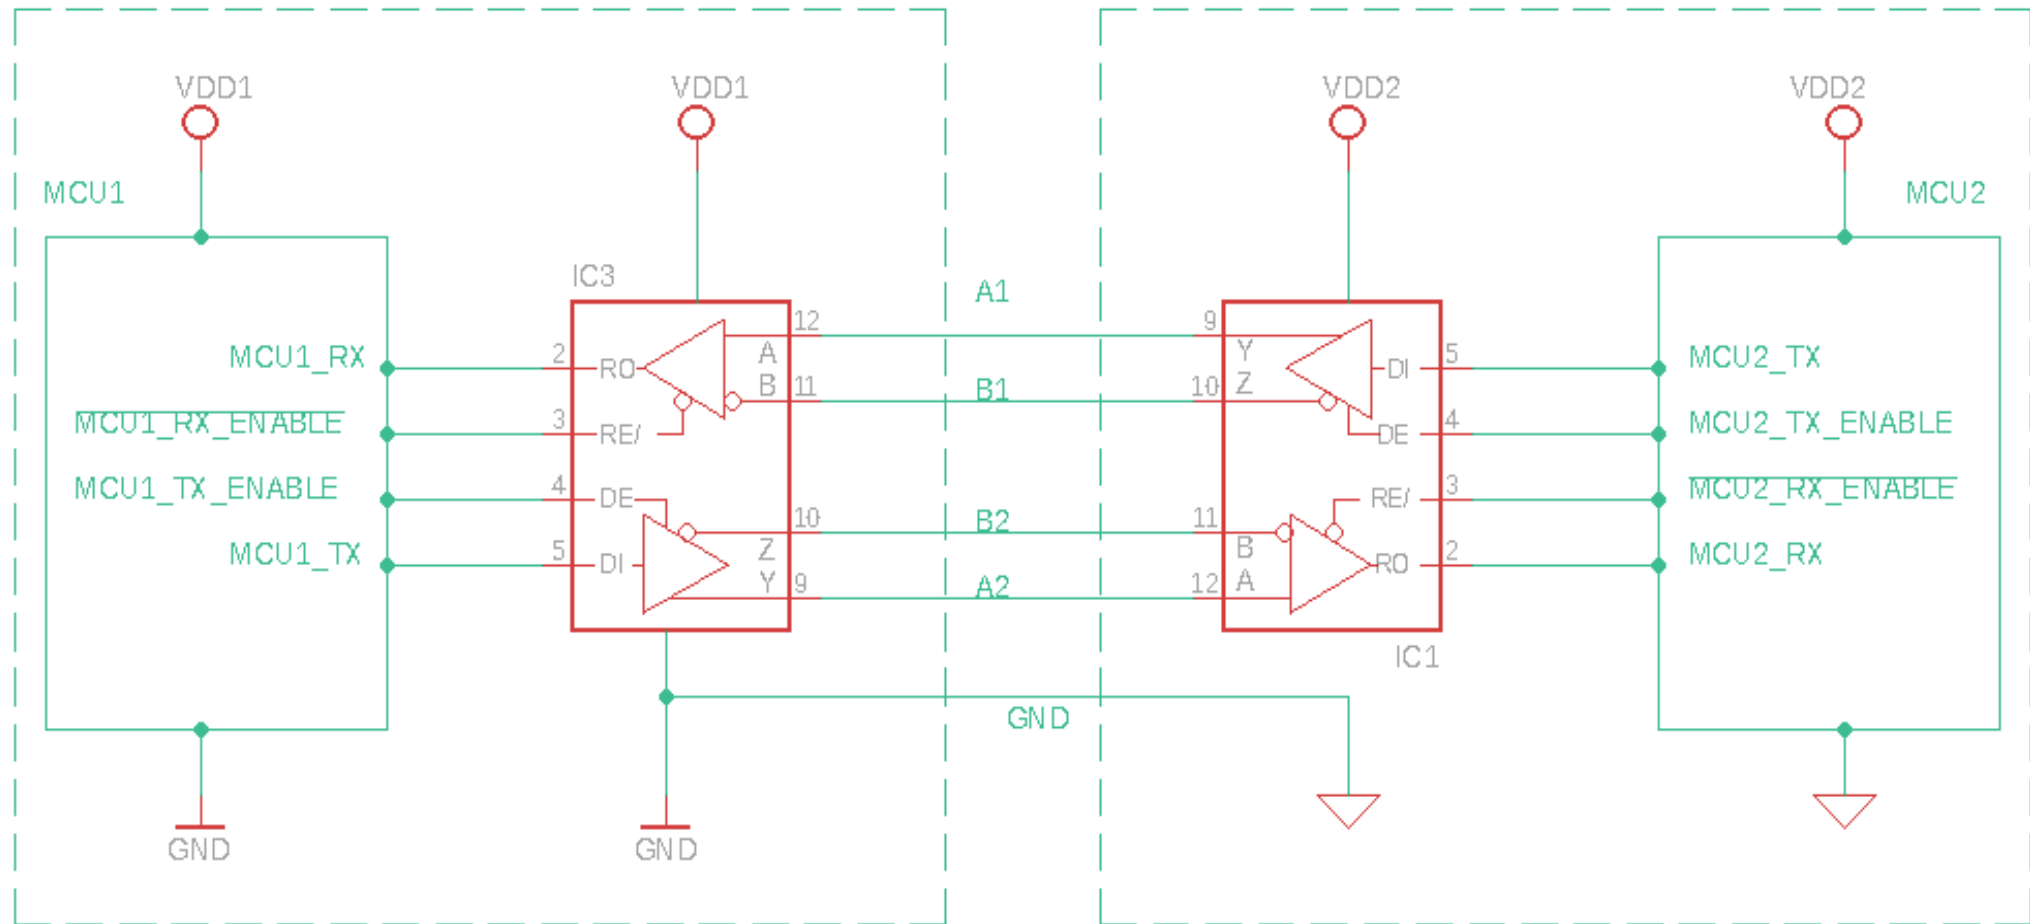 VDD1
VDD1
VDD2
VDD2
MCU1
MCU2
IC3
A1
12
9
MCU1_RX
2
RO
A
Y
DI
5
MCU2_TX
B
11
B1
10
Z
MCU1_RX_ENABLE
3
RE/
DE
4
MCU2_TX_ENABLE
MCU1_TX_ENABLE
4
DE
RE/
3
MCU2_RX_ENABLE
10
B2
11
MCU1_TX
5
DI
Z
B
RO
2
MCU2_RX
Y
9
A2
12
A
IC1
GND
GND
GND